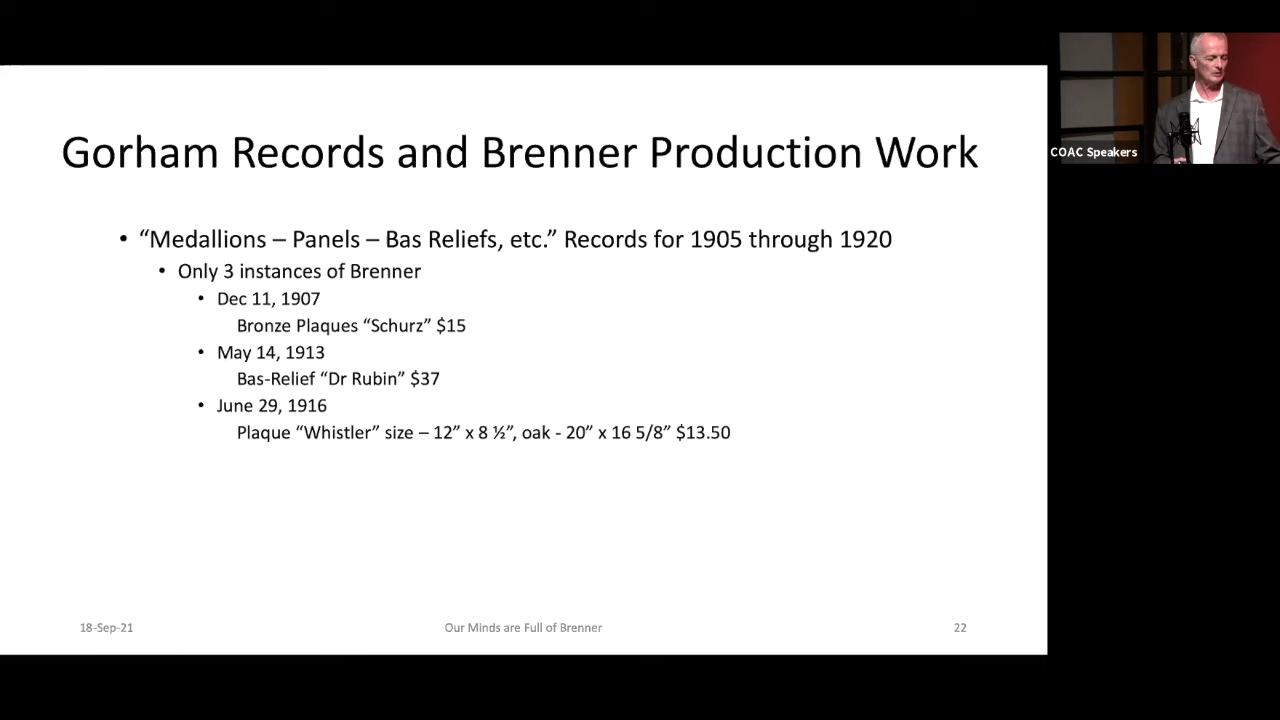 Gorham Records and Brenner Production Work
• “Medallions – Panels – Bas Reliefs, etc.” Records for 1905 through 1920
• Only 3 instances of Brenner
• Dec 11, 1907
Bronze Plaques “Schurz” $15
• May 14, 1913
Bas-Relief “Dr Rubin” $37
• June 29, 1916
Plaque “Whistler” size – 12” x 8 ½”, oak - 20” x 16 5/8” $13.50
18-Sep-21
Our Minds are Full of Brenner
22
COAC Speakers